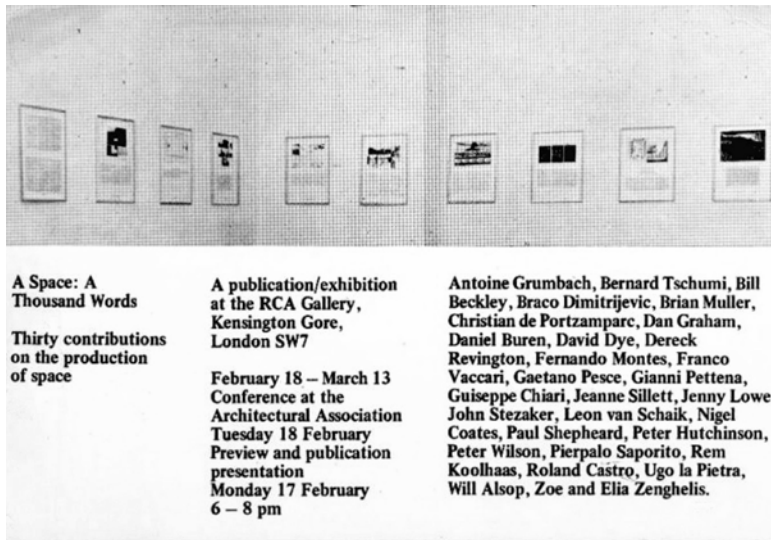 A Space: A
Thousand Words
Thirty contributions
on the production
of space
A publication/exhibition
at the RCA Gallery,
Kensington Gore,
London SW7
February 18 – March 13
Conference at the
Architectural Association
Tuesday 18 February
Preview and publication
presentation
Monday 17 February
6 – 8 pm
Antoine Grumbach, Bernard Tschumi, Bill
Beckley, Braco Dimitrijevic, Brian Muller,
Christian de Portzamparc, Dan Graham,
Daniel Buren, David Dye, Dereck
Revington, Fernando Montes, Franco
Vaccari, Gaetano Pesce, Gianni Pettena,
Guiseppe Chiari, Jeanne Sillett, Jenny Lowe
John Stezaker, Leon van Schaik, Nigel
Coates, Paul Shepheard, Peter Hutchinson,
Peter Wilson, Pierpalo Saporito, Rem
Koolhaas, Roland Castro, Ugo la Pietra,
Will Alsop, Zoe and Elia Zenghelis.